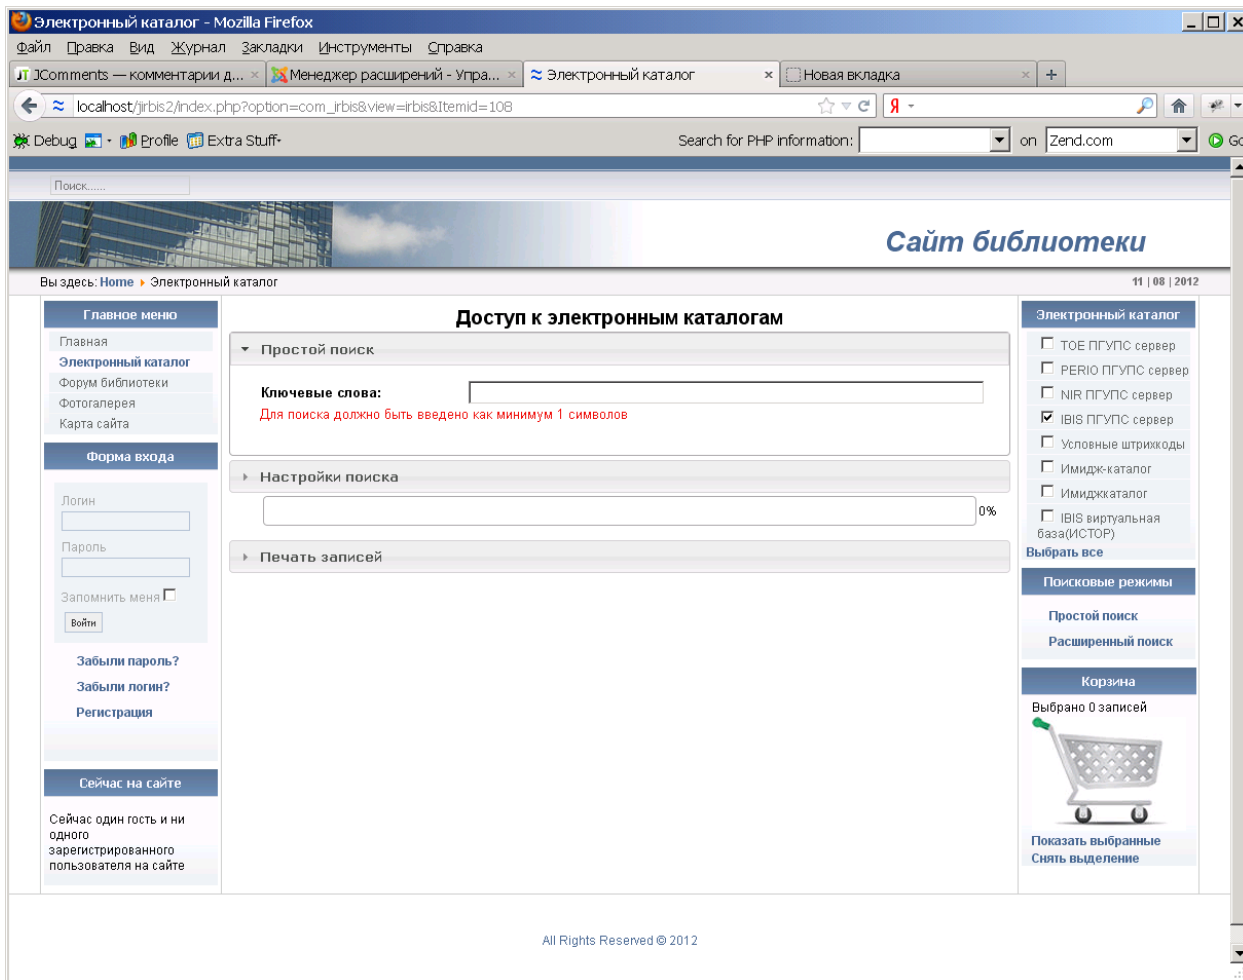 Электронный каталог - Mozilla Firefox
Файл Правка Вид Журнал Закладки Инструменты Справка
JComments — комментарии д... Менеджер расширений - Упра... Электронный каталог Новая вкладка
localhost/jirbis2/index.php?option=com_irbis&view=irbis&Itemid=108
Debug Profile Extra Stuff
Search for PHP information: on Zend.com Go
Поиск......
Сайт библиотеки
Вы здесь: Home Электронный каталог
11 | 08 | 2012
Главное меню
Главная
Электронный каталог
Форум библиотеки
Фотогалерея
Карта сайта
Форма входа
Логин
Пароль
Запомнить меня
Войти
Забыли пароль?
Забыли логин?
Регистрация
Сейчас на сайте
Сейчас один гость и ни
одного
зарегистрированного
пользователя на сайте
Доступ к электронным каталогам
Простой поиск
Ключевые слова:
Для поиска должно быть введено как минимум 1 символов
Настройки поиска
0%
Печать записей
Электронный каталог
TOE ПГУПС сервер
PERIO ПГУПС сервер
NIR ПГУПС сервер
IBIS ПГУПС сервер
Условные штрихкоды
Имидж-каталог
Имиджкаталог
IBIS виртуальная
база(ИСТОР)
Выбрать все
Поисковые режимы
Простой поиск
Расширенный поиск
Корзина
Выбрано 0 записей
Показать выбранные
Снять выделение
All Rights Reserved © 2012